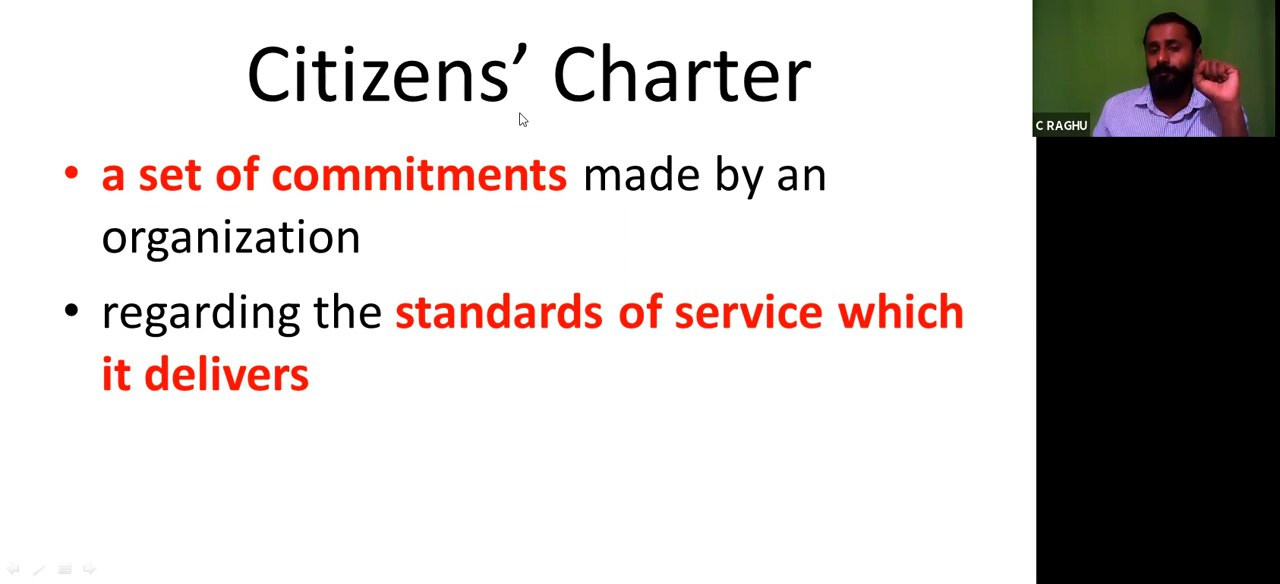 Citizens’ Charter
• a set of commitments made by an
organization
• regarding the standards of service which
it delivers
C RAGHU